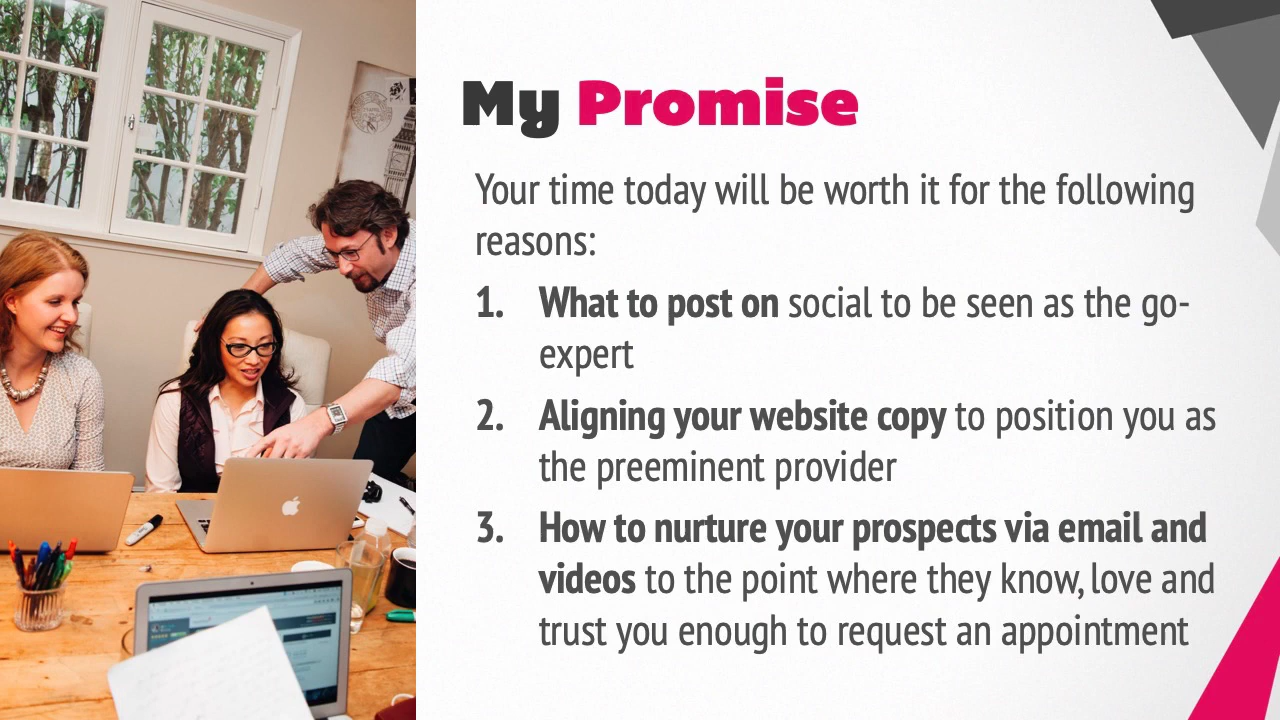 My Promise
Your time today will be worth it for the following
reasons:
1. What to post on social to be seen as the go-
expert
2. Aligning your website copy to position you as
the preeminent provider
3. How to nurture your prospects via email and
videos to the point where they know, love and
trust you enough to request an appointment